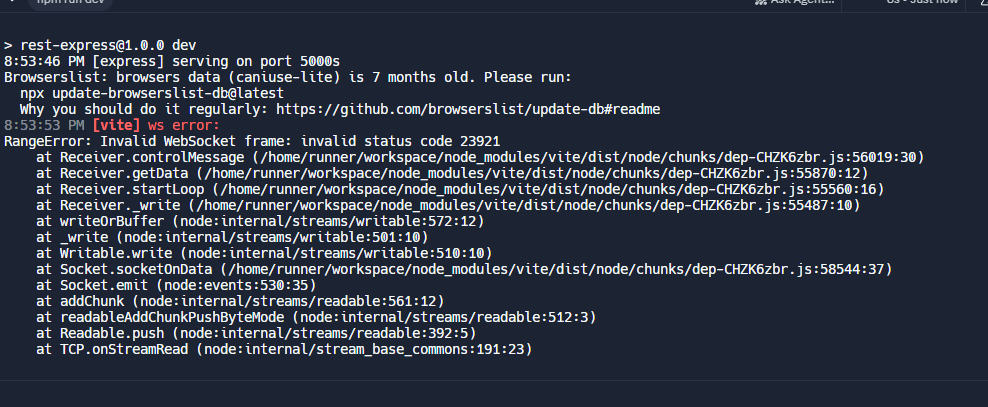 npm run dev
Ask Agent...
8s - Just now
> rest-express@1.0.0 dev
8:53:46 PM [express] serving on port 5000s
Browserslist: browsers data (caniuse-lite) is 7 months old. Please run:
  npx update-browserslist-db@latest
  Why you should do it regularly: https://github.com/browserslist/update-db#readme
8:53:53 PM [vite] ws error:
RangeError: Invalid WebSocket frame: invalid status code 23921
    at Receiver.controlMessage (/home/runner/workspace/node_modules/vite/dist/node/chunks/dep-CHZK6zbr.js:56019:30)
    at Receiver.getData (/home/runner/workspace/node_modules/vite/dist/node/chunks/dep-CHZK6zbr.js:55870:12)
    at Receiver.startLoop (/home/runner/workspace/node_modules/vite/dist/node/chunks/dep-CHZK6zbr.js:55560:16)
    at Receiver._write (/home/runner/workspace/node_modules/vite/dist/node/chunks/dep-CHZK6zbr.js:55487:10)
    at writeOrBuffer (node:internal/streams/writable:572:12)
    at _write (node:internal/streams/writable:501:10)
    at Writable.write (node:internal/streams/writable:510:10)
    at Socket.socketOnData (/home/runner/workspace/node_modules/vite/dist/node/chunks/dep-CHZK6zbr.js:58544:37)
    at Socket.emit (node:events:530:35)
    at addChunk (node:internal/streams/readable:561:12)
    at readableAddChunkPushByteMode (node:internal/streams/readable:512:3)
    at Readable.push (node:internal/streams/readable:392:5)
    at TCP.onStreamRead (node:internal/stream_base_commons:191:23)